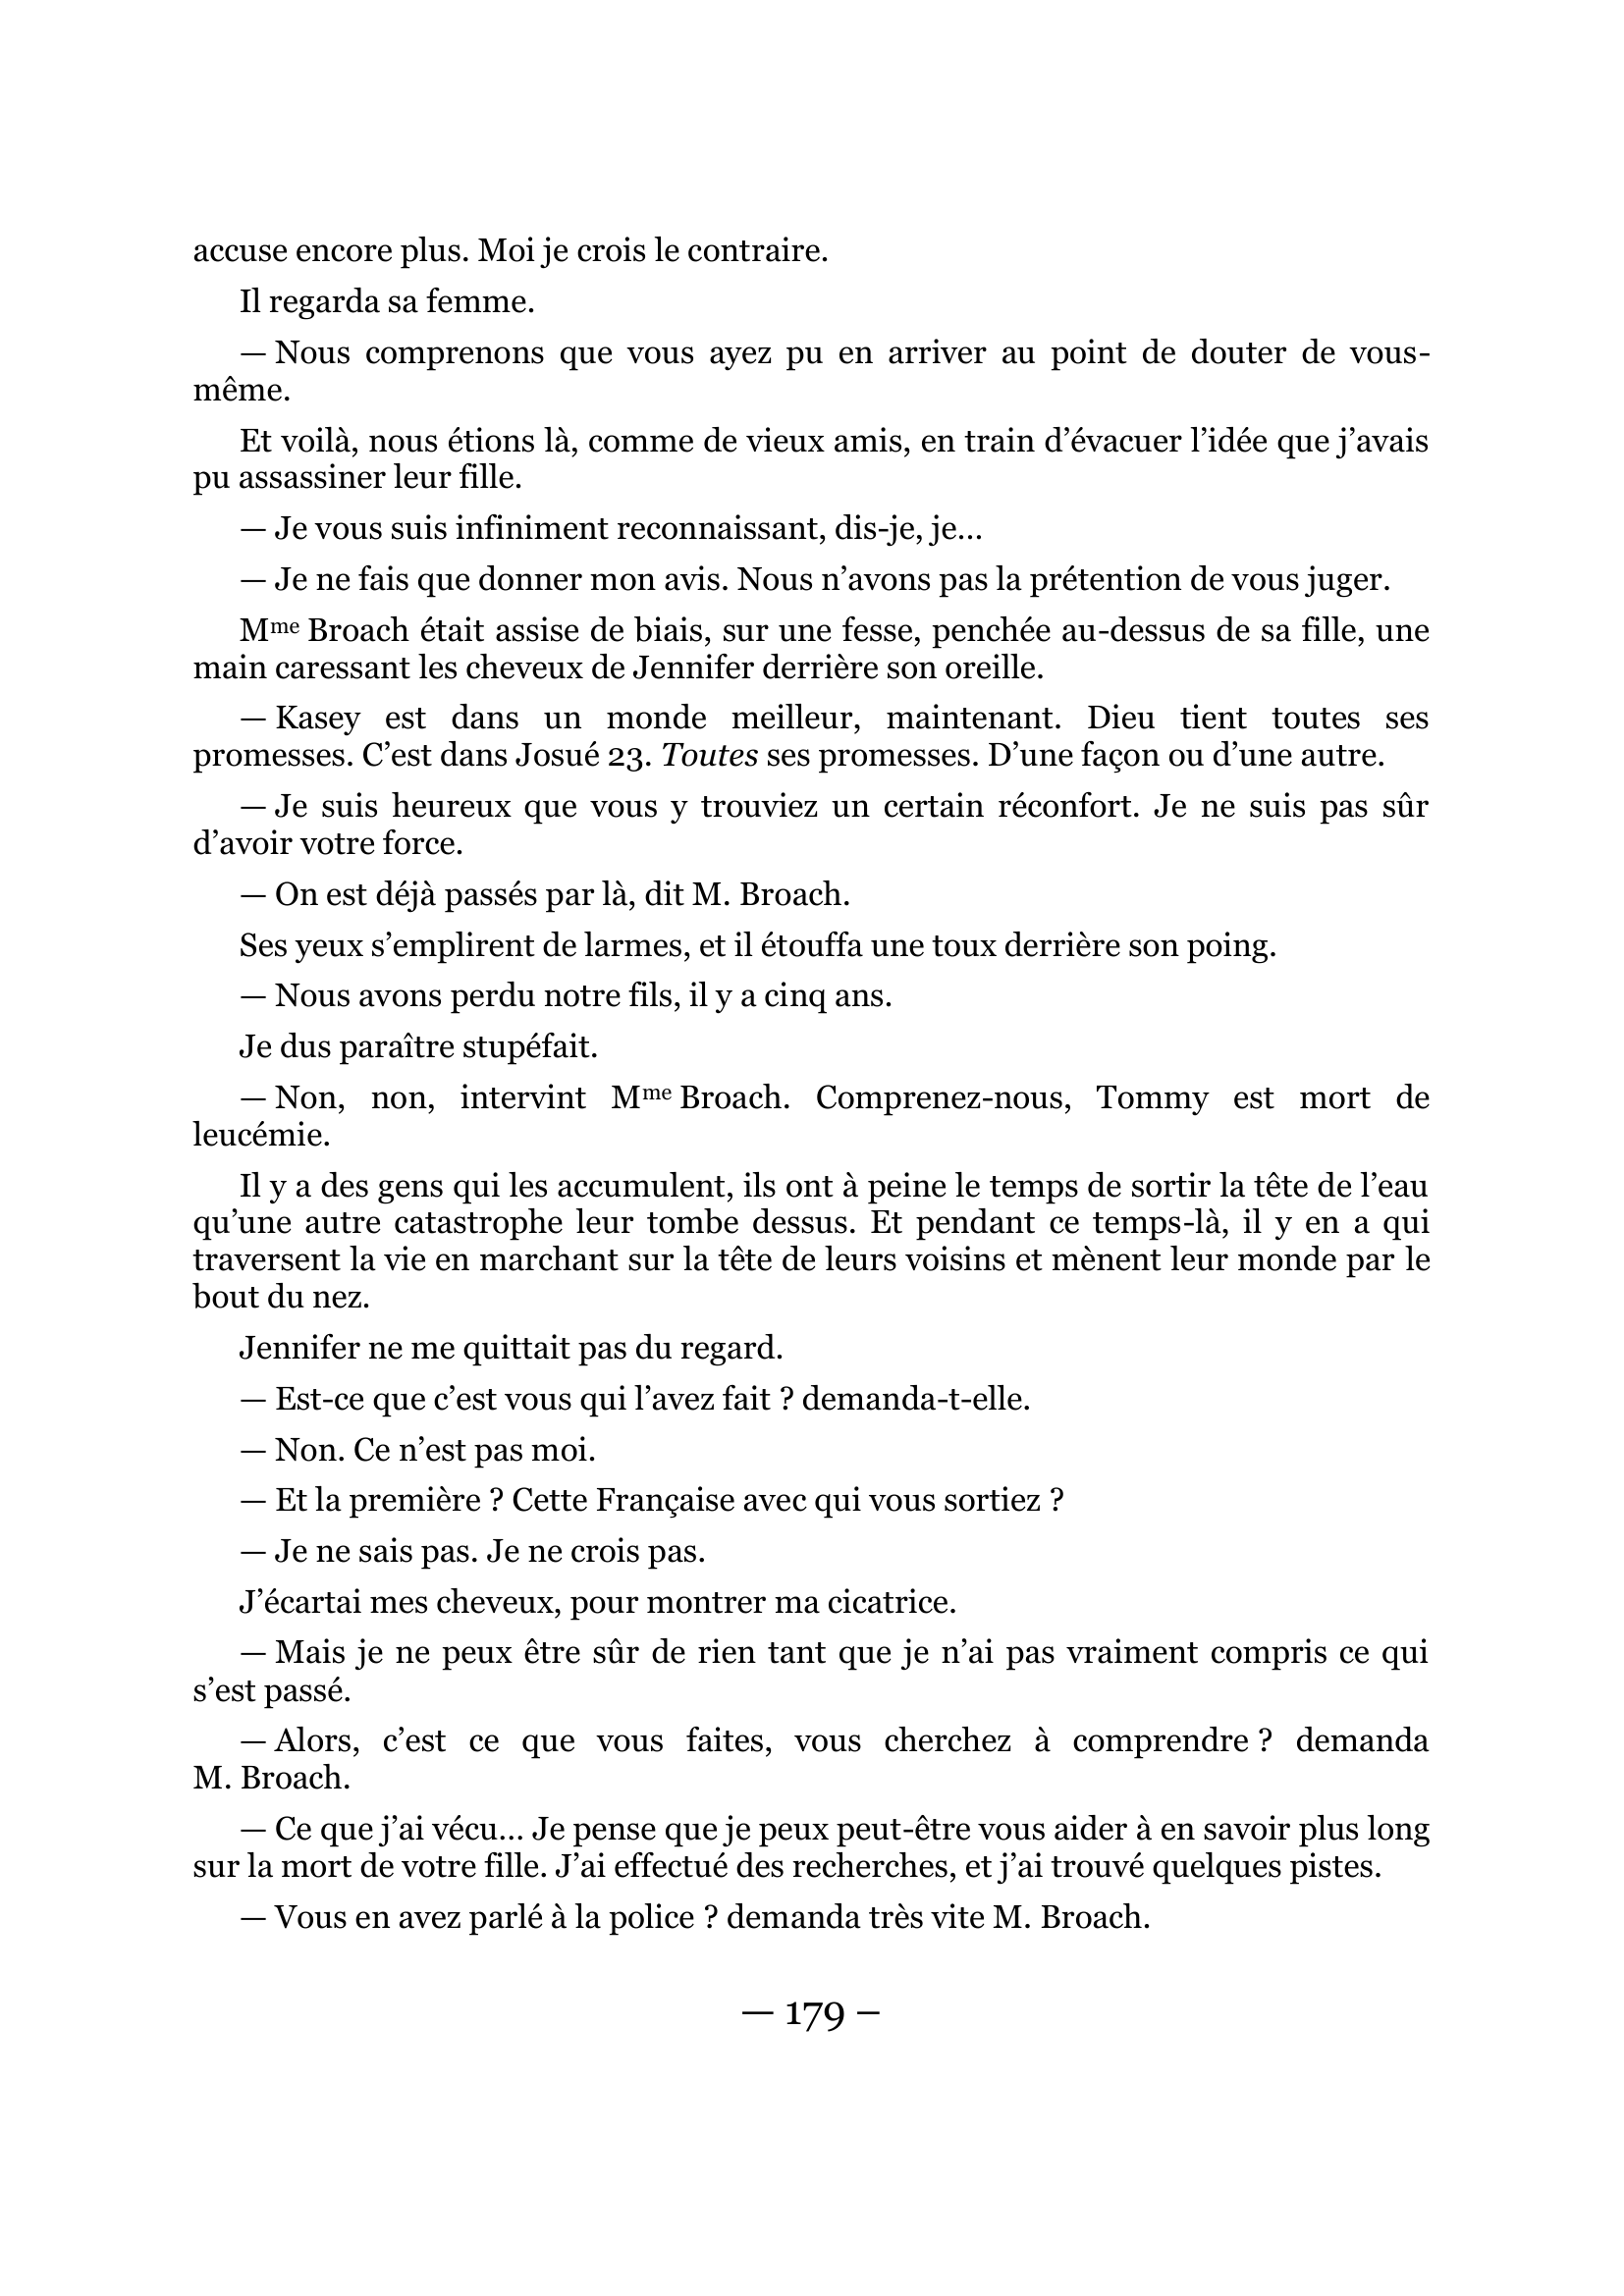 accuse encore plus. Moi je crois le contraire.
Il regarda sa femme.
— Nous comprenons que vous ayez pu en arriver au point de douter de vous-
même.
Et voilà, nous étions là, comme de vieux amis, en train d’évacuer l’idée que j’avais
pu assassiner leur fille.
— Je vous suis infiniment reconnaissant, dis-je, je…
— Je ne fais que donner mon avis. Nous n’avons pas la prétention de vous juger.
Mme Broach était assise de biais, sur une fesse, penchée au-dessus de sa fille, une
main caressant les cheveux de Jennifer derrière son oreille.
— Kasey est dans un monde meilleur, maintenant. Dieu tient toutes ses
promesses. C’est dans Josué 23. Toutes ses promesses. D’une façon ou d’une autre.
— Je suis heureux que vous y trouviez un certain réconfort. Je ne suis pas sûr
d’avoir votre force.
— On est déjà passés par là, dit M. Broach.
Ses yeux s’emplirent de larmes, et il étouffa une toux derrière son poing.
— Nous avons perdu notre fils, il y a cinq ans.
Je dus paraître stupéfait.
— Non, non, intervint Mme Broach. Comprenez-nous, Tommy est mort de
leucémie.
Il y a des gens qui les accumulent, ils ont à peine le temps de sortir la tête de l’eau
qu’une autre catastrophe leur tombe dessus. Et pendant ce temps-là, il y en a qui
traversent la vie en marchant sur la tête de leurs voisins et mènent leur monde par le
bout du nez.
Jennifer ne me quittait pas du regard.
— Est-ce que c’est vous qui l’avez fait ? demanda-t-elle.
— Non. Ce n’est pas moi.
— Et la première ? Cette Française avec qui vous sortiez ?
— Je ne sais pas. Je ne crois pas.
J’écartai mes cheveux, pour montrer ma cicatrice.
— Mais je ne peux être sûr de rien tant que je n’ai pas vraiment compris ce qui
s’est passé.
— Alors, c’est ce que vous faites, vous cherchez à comprendre ? demanda
M. Broach.
— Ce que j’ai vécu… Je pense que je peux peut-être vous aider à en savoir plus long
sur la mort de votre fille. J’ai effectué des recherches, et j’ai trouvé quelques pistes.
— Vous en avez parlé à la police ? demanda très vite M. Broach.
— 179 –